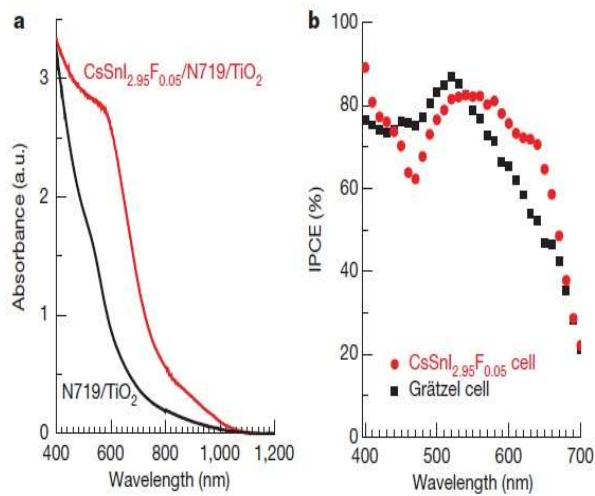 a
CsSnI2.95F0.05/N719/TiO2
N719/TiO2
Absorbance (a.u.)
3
2
1
0
400 600 800 1,000 1,200
Wavelength (nm)
b
100
80
60
40
20
0
IPCE (%)
CsSnI2.95F0.05 cell
Grätzel cell
400 500 600 700
Wavelength (nm)